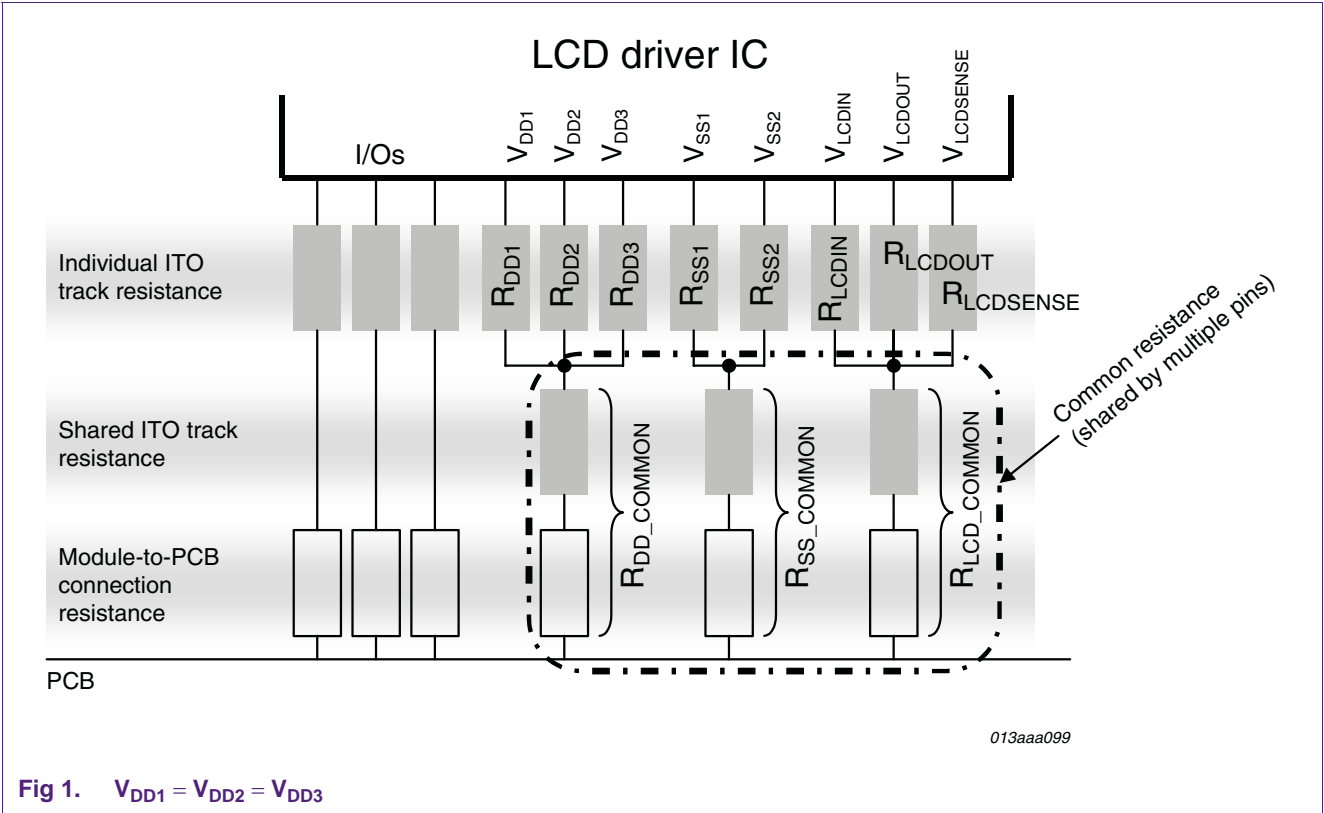 LCD driver IC
I/Os
VDD1
VDD2
VDD3
VSS1
VSS2
VLCDIN
VLCDOUT
VLCDSENSE
Individual ITO
track resistance
RDD1
RDD2
RDD3
RSS1
RSS2
RLCDIN
RLCDOUT
RLCDSENSE
Common resistance
(shared by multiple pins)
Shared ITO track
resistance
RDD_COMMON
RSS_COMMON
RLCD_COMMON
Module-to-PCB
connection
resistance
PCB
013aaa099
Fig 1. VDD1 = VDD2 = VDD3